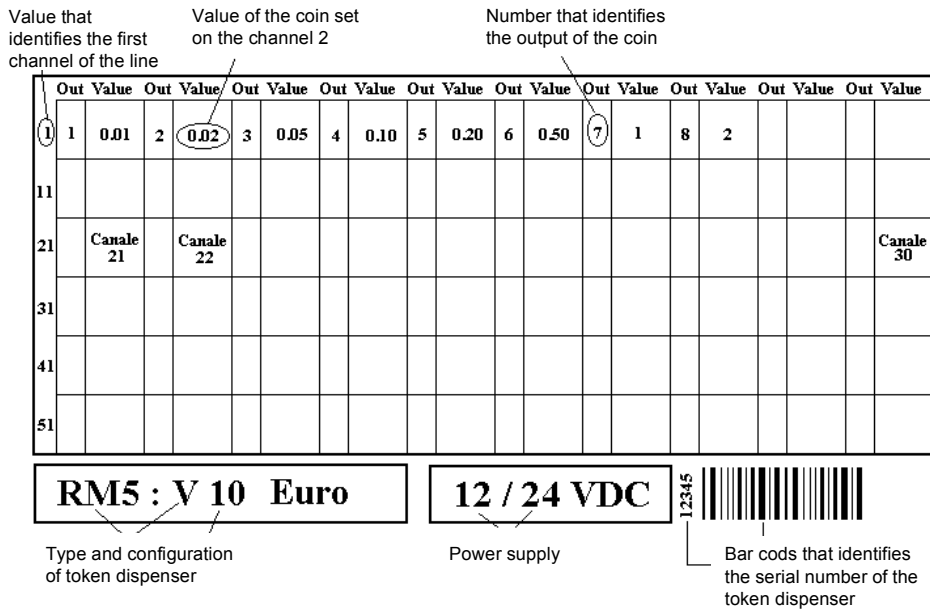 Value that
identifies the first
channel of the line
Value of the coin set
on the channel 2
Number that identifies
the output of the coin
Out Value Out Value Out Value Out Value Out Value Out Value Out Value Out Value Out Value Out Value
1 1 0.01 2 0.02 3 0.05 4 0.10 5 0.20 6 0.50 7 1 8 2
11
21 Canale 21 Canale 22 Canale 30
31
41
51
RM5 : V 10 Euro
12 / 24 VDC
12345
Type and configuration
of token dispenser
Power supply
Bar cods that identifies
the serial number of the
token dispenser